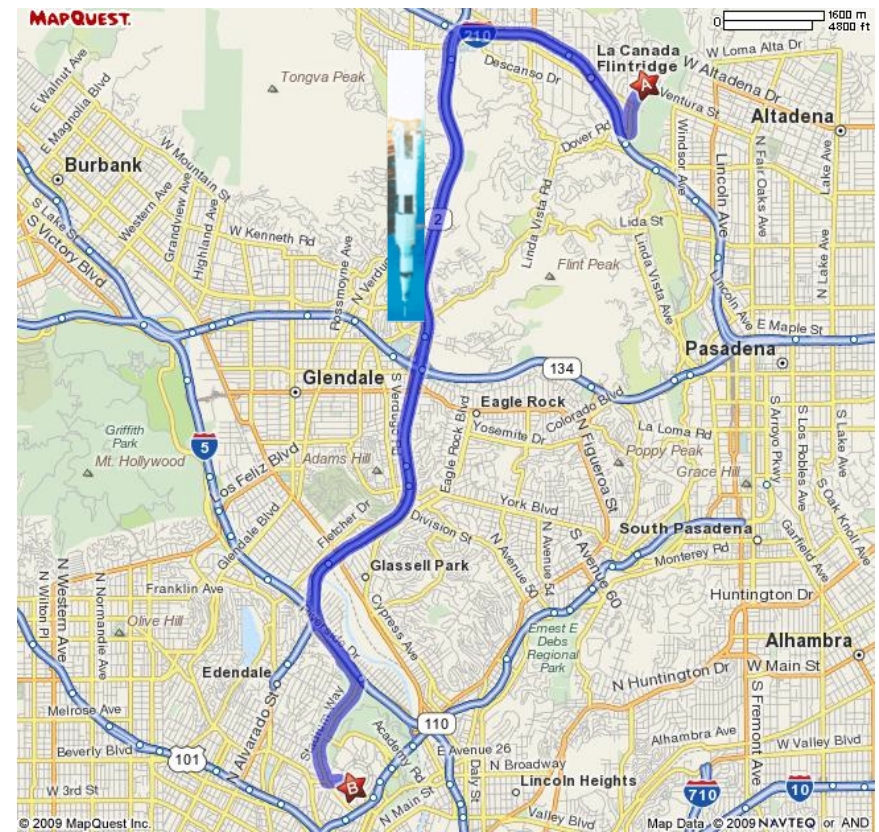 MAPQUEST.
1600 m
0
4800 ft
210
La Canada
Flintridge
W Loma Alta Dr
Descanso Dr
A
W Altadena Dr
Tongva Peak
E Walnut Ave
E Magnolia Blvd
Ventura St
Altadena
Dover Rd
Windsor Ave
Lincoln Ave
N Fair Oaks Ave
Lake Ave
Burbank
W Mountain St
Western Ave
Grandview Ave
Highland Ave
S Lake St
S Victory Blvd
W Kenneth Rd
Rossmoyne Ave
N Verdugo
2
Linda Vista Rd
Lida St
Linda Vista Ave
Flint Peak
Lincoln Ave
N Lake Ave
E Maple St
Pasadena
134
Glendale
S Verdugo Rd
Eagle Rock
Colorado Blvd
Eagle Rock Blvd
Yosemite Dr
N Figueroa St
La Loma Rd
S Arroyo Pkwy
S Los Robles Ave
S Lake Ave
Griffith
Park
Mt. Hollywood
5
Los Feliz Blvd
Adams Hill
Poppy Peak
Grace Hill
S Oak Knoll Ave
Glendale Blvd
Fletcher Dr
Division St
York Blvd
N Avenue 50
N Avenue 54
S Avenue 60
South Pasadena
Monterey Rd
Garfield Ave
N Western Ave
N Wilton Pl
N Normandie Ave
Franklin Ave
Glassell Park
Cypress Ave
Huntington Dr
Olive Hill
Riverside Dr
Ernest E
Debs
Regional
Park
Alhambra
W Main St
Edendale
N Huntington Dr
S Fremont Ave
Stadium Way
N Alvarado St
Academy Rd
Melrose Ave
110
Alhambra Ave
W Valley Blvd
Beverly Blvd
101
E Avenue 26
Daly St
N Broadway
W 3rd St
B
N Main St
Lincoln Heights
710
10
Valley Blvd
© 2009 MapQuest Inc.
Map Data © 2009 NAVTEQ or AND